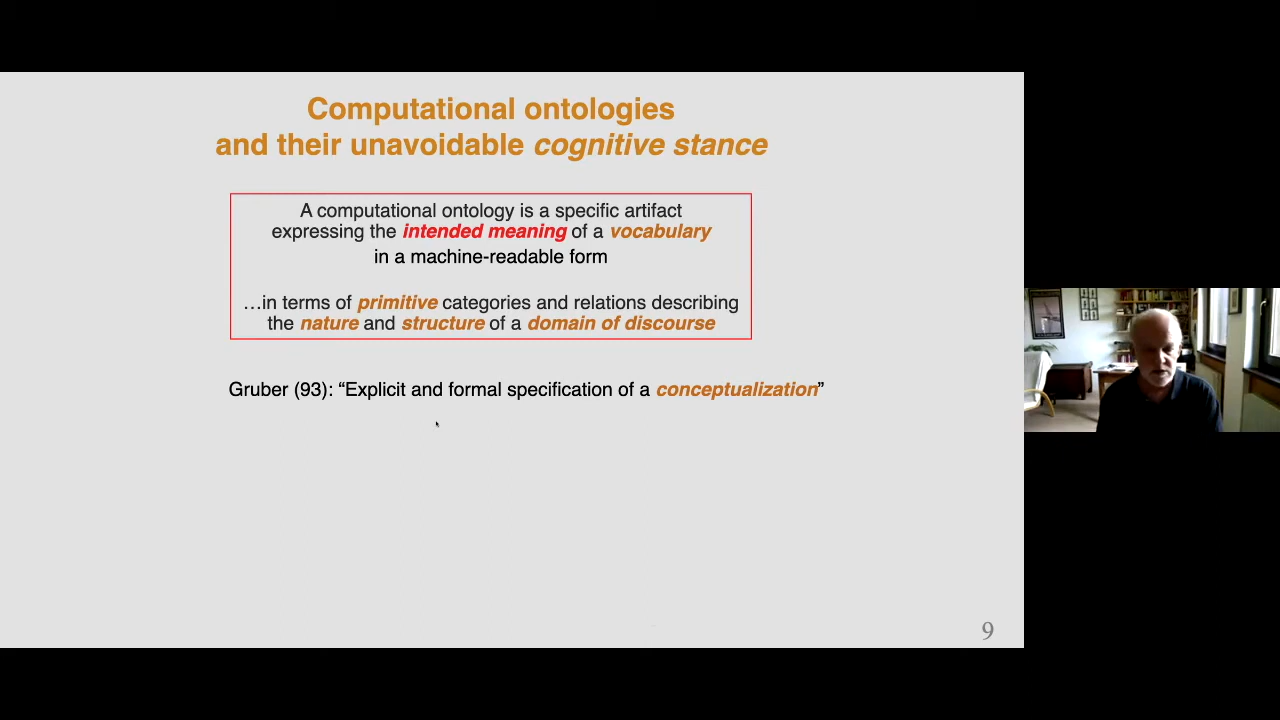 Computational ontologies
and their unavoidable cognitive stance
A computational ontology is a specific artifact
expressing the intended meaning of a vocabulary
in a machine-readable form
…in terms of primitive categories and relations describing
the nature and structure of a domain of discourse
Gruber (93): “Explicit and formal specification of a conceptualization”
9